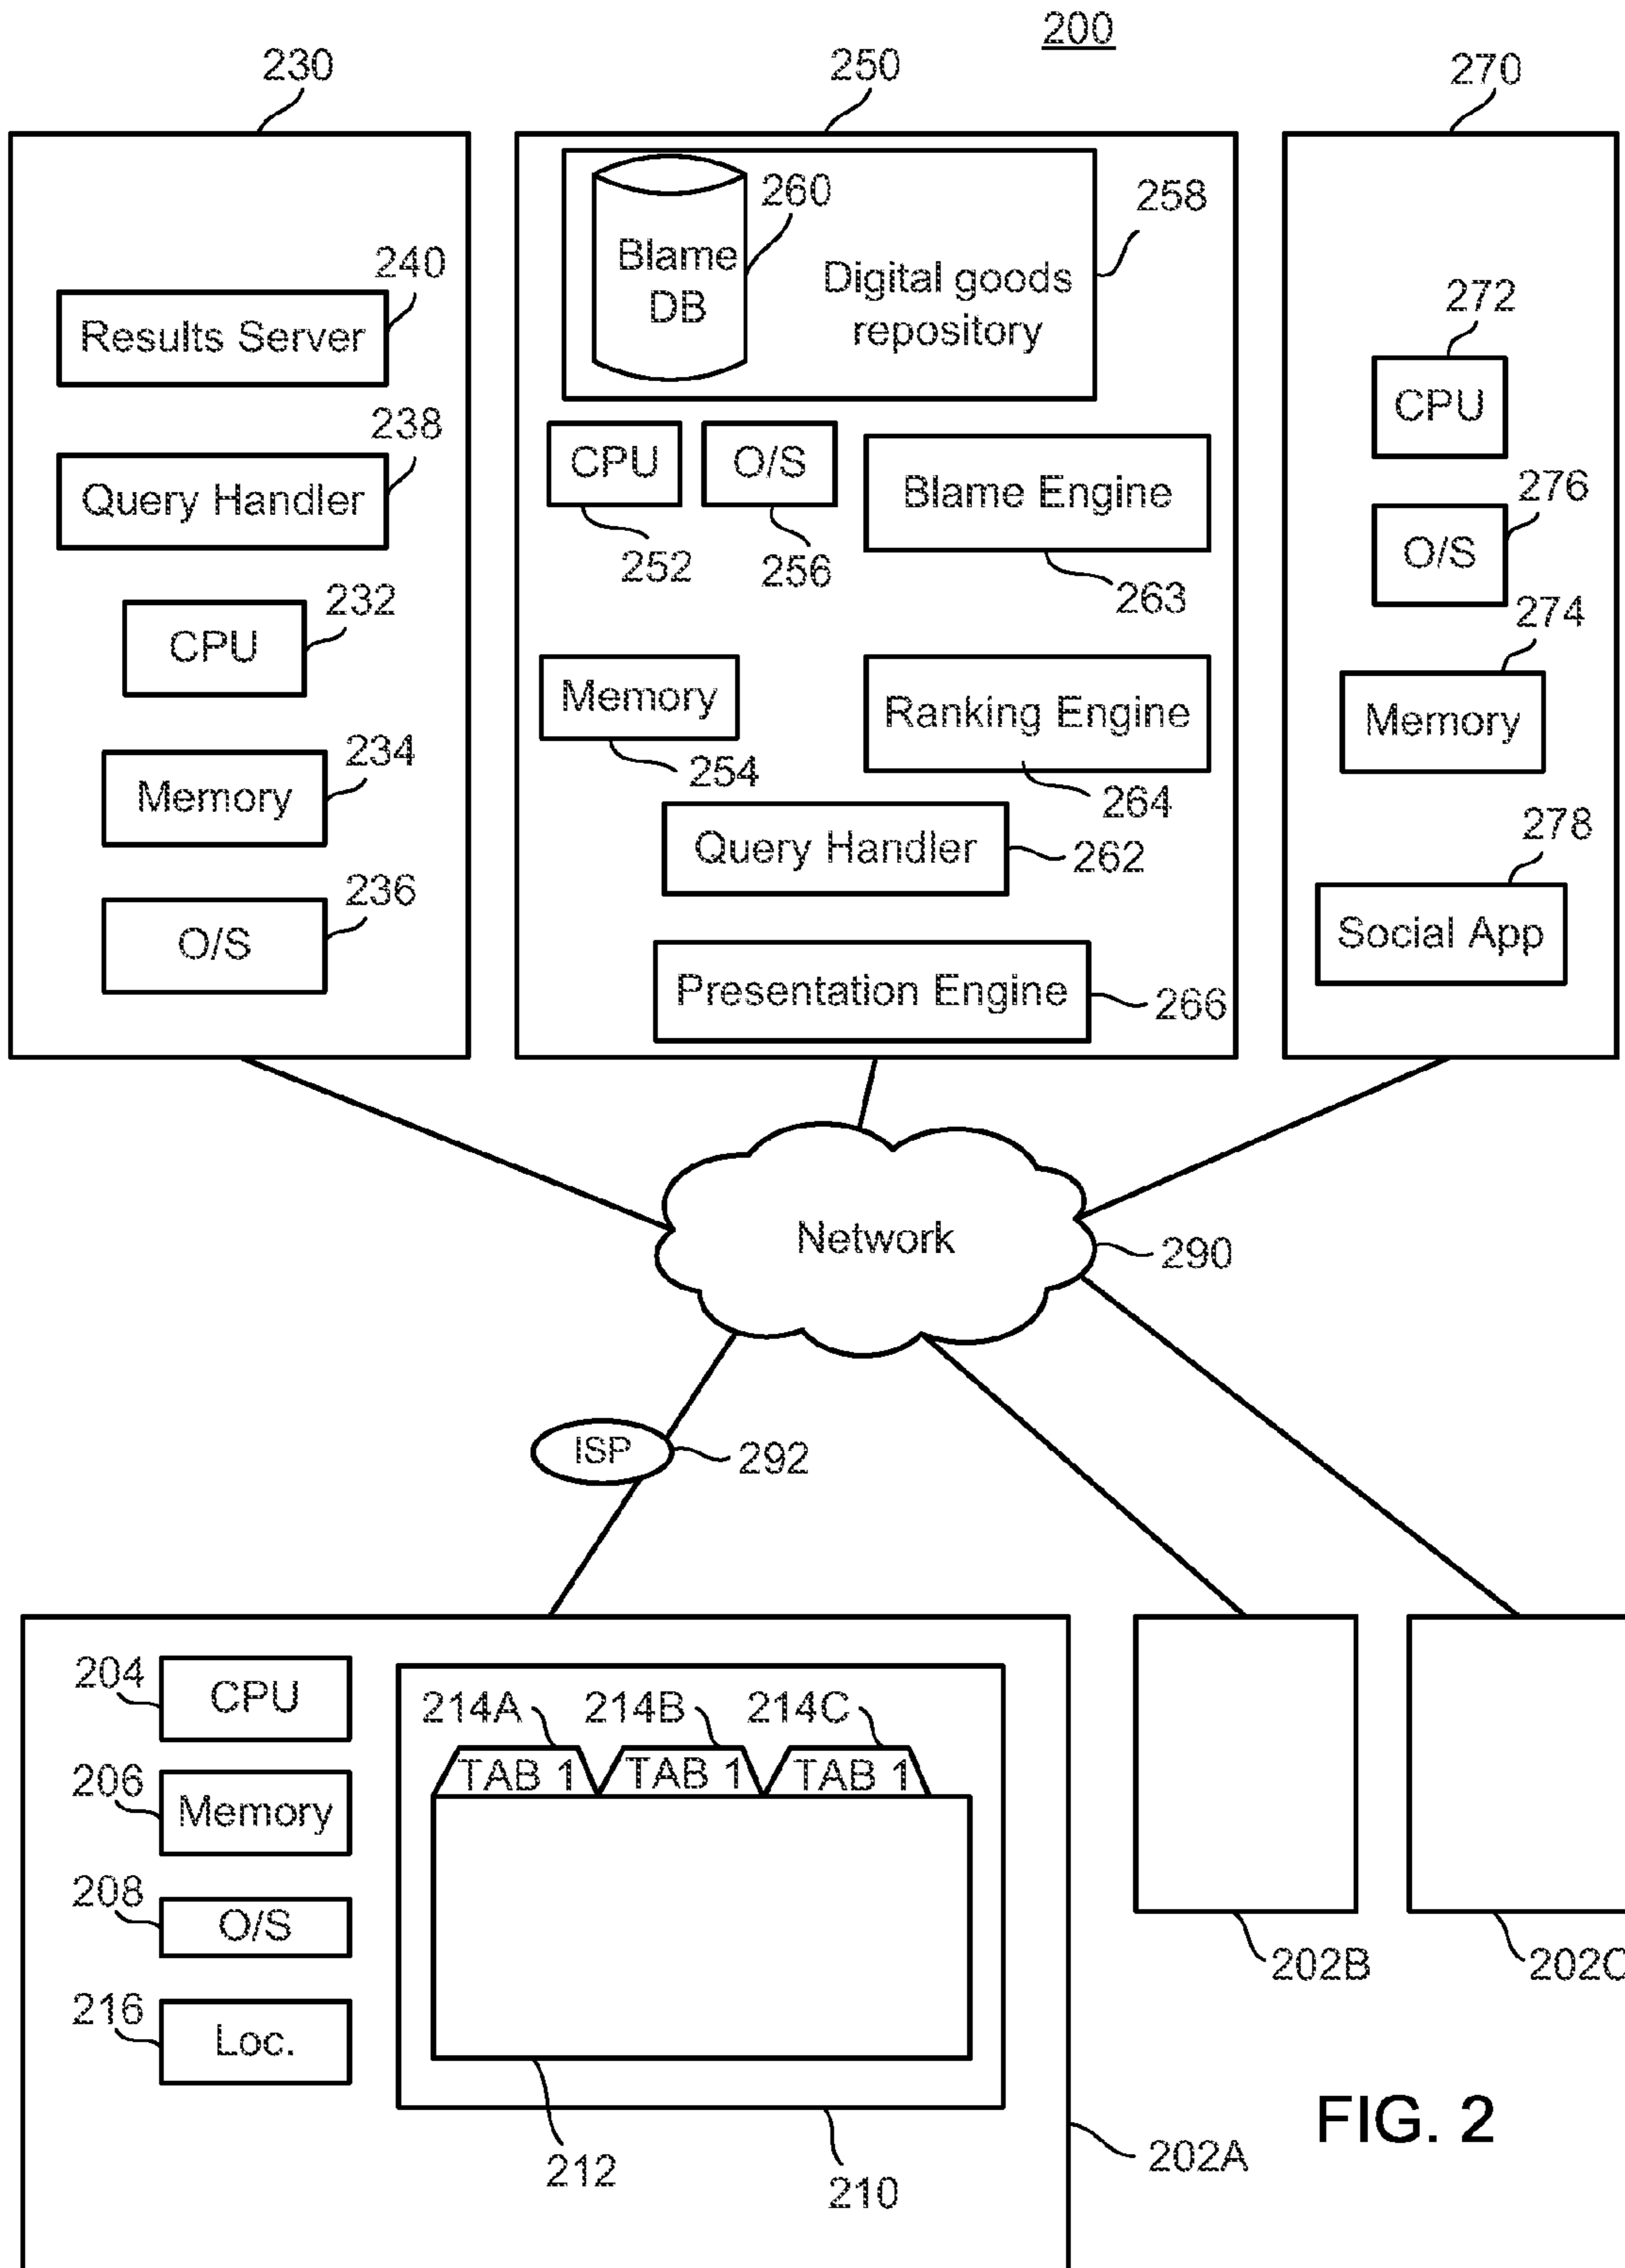 200
230
250
270
260
258
Blame
DB
Digital goods
repository
240
Results Server
238
Query Handler
232
CPU
234
Memory
236
O/S
CPU
O/S
Blame Engine
252
256
263
Memory
Ranking Engine
254
264
Query Handler
262
Presentation Engine
266
272
CPU
276
O/S
274
Memory
278
Social App
Network
290
ISP
292
204
CPU
206
Memory
208
O/S
216
Loc.
214A
214B
214C
TAB 1
TAB 1
TAB 1
212
210
202A
202B
202C
FIG. 2